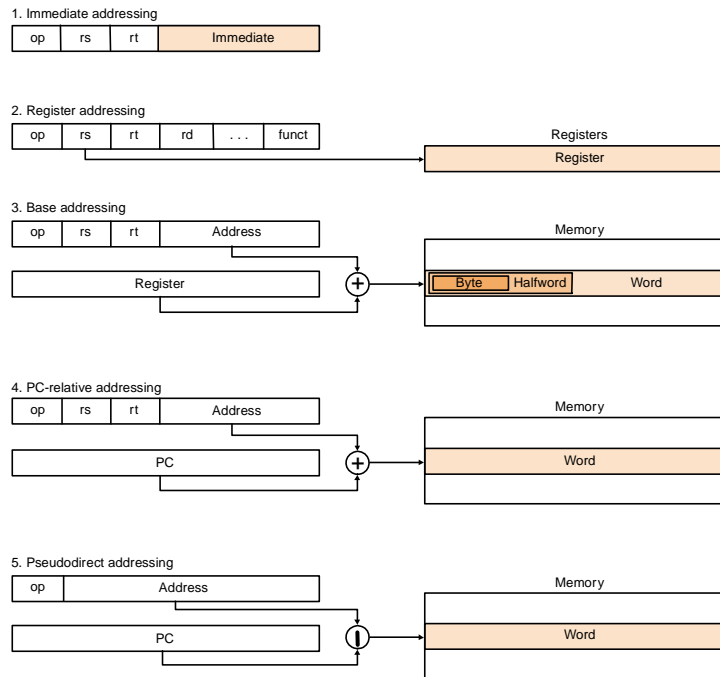 1. Immediate addressing
op rs rt Immediate
2. Register addressing
op rs rt rd . . . funct
Registers
Register
3. Base addressing
op rs rt Address
Memory
Register
+
Byte Halfword Word
4. PC-relative addressing
op rs rt Address
Memory
PC
+
Word
5. Pseudodirect addressing
op Address
Memory
PC
|
Word